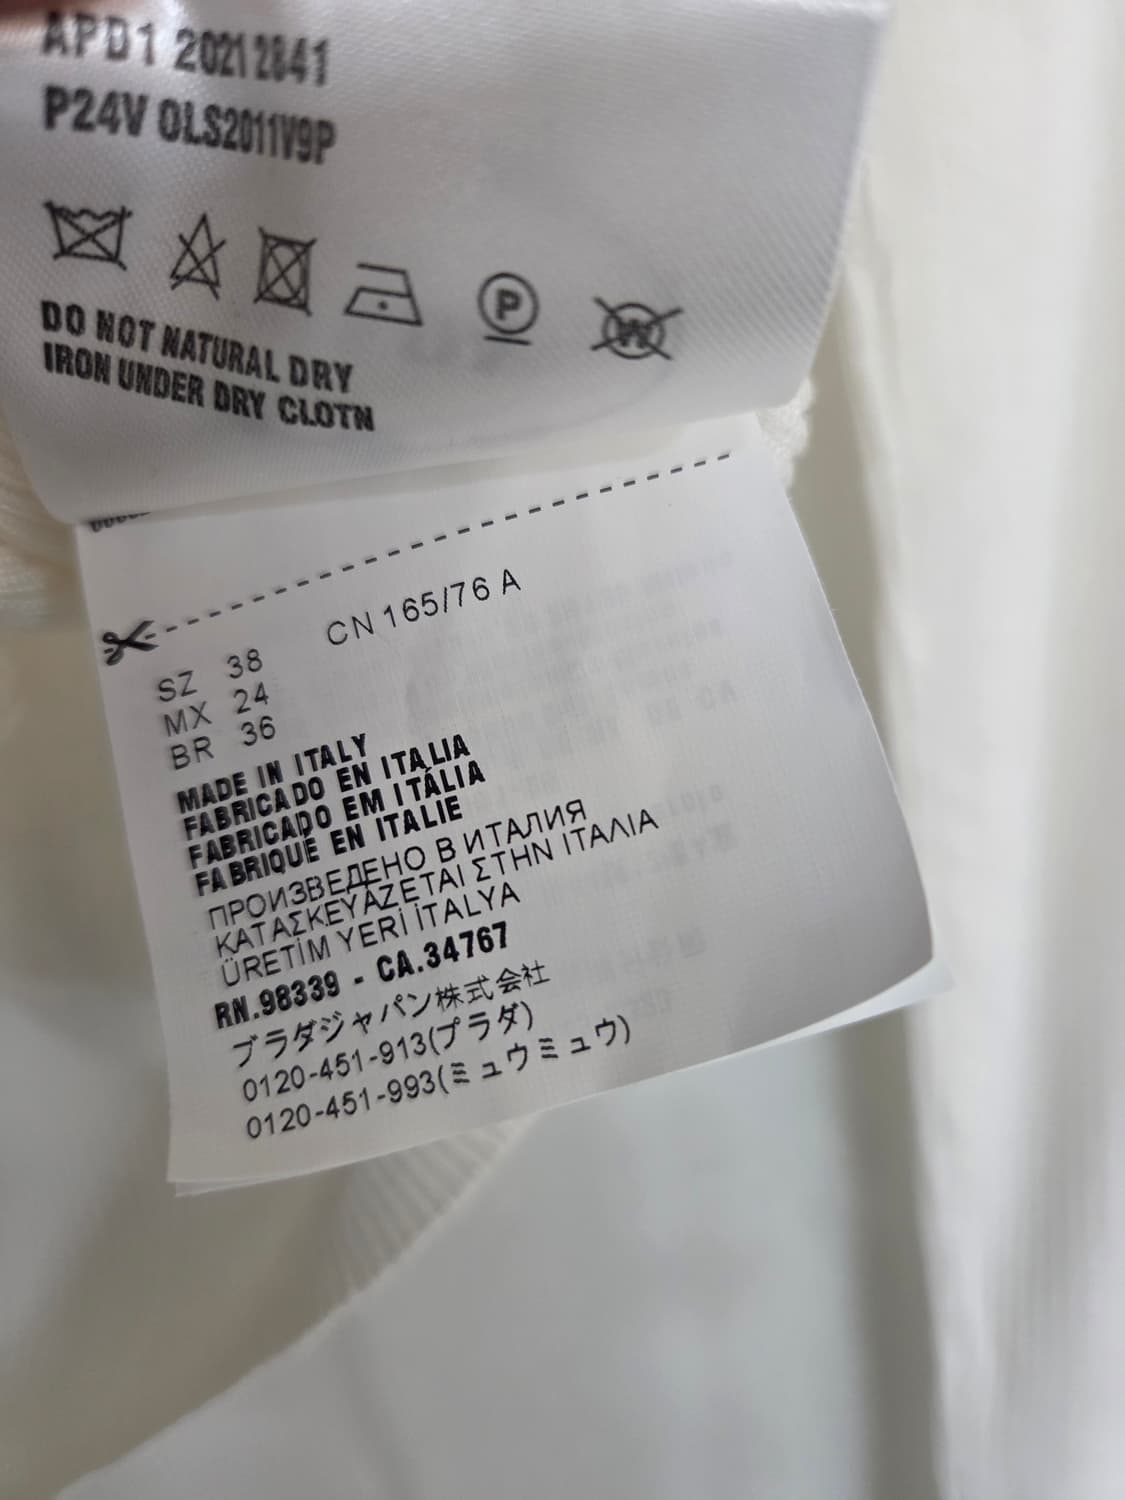 APD1 20212841
P24V OLS2011V9P
P
W
DO NOT NATURAL DRY
IRON UNDER DRY CLOTN
CN 165/76 A
SZ 38
MX 24
BR 36
MADE IN ITALY
FABRICADO EN ITALIA
FABRICADO EM ITÁLIA
FABRIQUÉ EN ITALIE
ПРОИЗВЕДЕНО В ИТАЛИЯ
ΚΑΤΑΣΚΕΥΆΖΕΤΑΙ ΣΤΗΝ ΙΤΑΛΙΑ
ÜRETİM YERİ İTALYA
RN.98339 - CA.34767
プラダジャパン株式会社
0120-451-913(プラダ)
0120-451-993(ミュウミュウ)